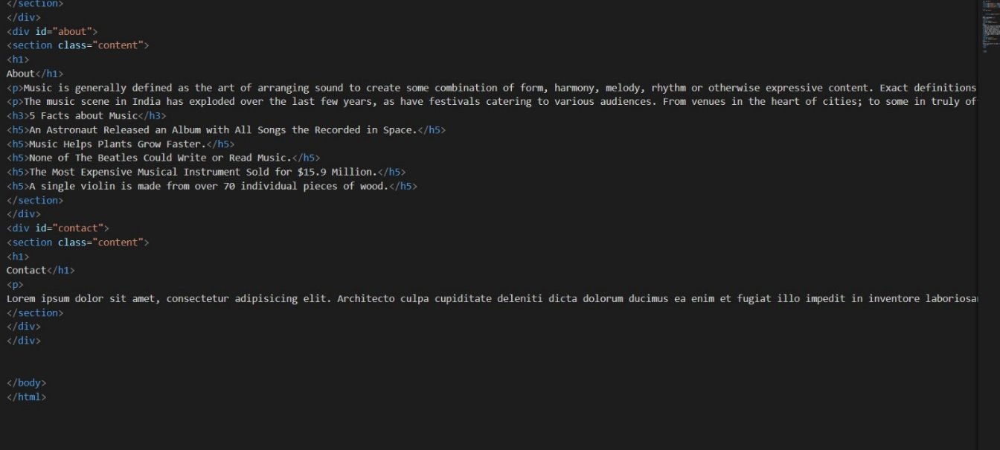 </section>
</div>
<div id="about">
<section class="content">
<h1>
About</h1>
<p>Music is generally defined as the art of arranging sound to create some combination of form, harmony, melody, rhythm or otherwise expressive content. Exact definitions
<p>The music scene in India has exploded over the last few years, as have festivals catering to various audiences. From venues in the heart of cities; to some in truly of
<h3>5 Facts about Music</h3>
<h5>An Astronaut Released an Album with All Songs the Recorded in Space.</h5>
<h5>Music Helps Plants Grow Faster.</h5>
<h5>None of The Beatles Could Write or Read Music.</h5>
<h5>The Most Expensive Musical Instrument Sold for $15.9 Million.</h5>
<h5>A single violin is made from over 70 individual pieces of wood.</h5>
</section>
</div>
<div id="contact">
<section class="content">
<h1>
Contact</h1>
<p>
Lorem ipsum dolor sit amet, consectetur adipisicing elit. Architecto culpa cupiditate deleniti dicta dolorum ducimus ea enim et fugiat illo impedit in inventore laboriosa
</section>
</div>
</div>
</body>
</html>